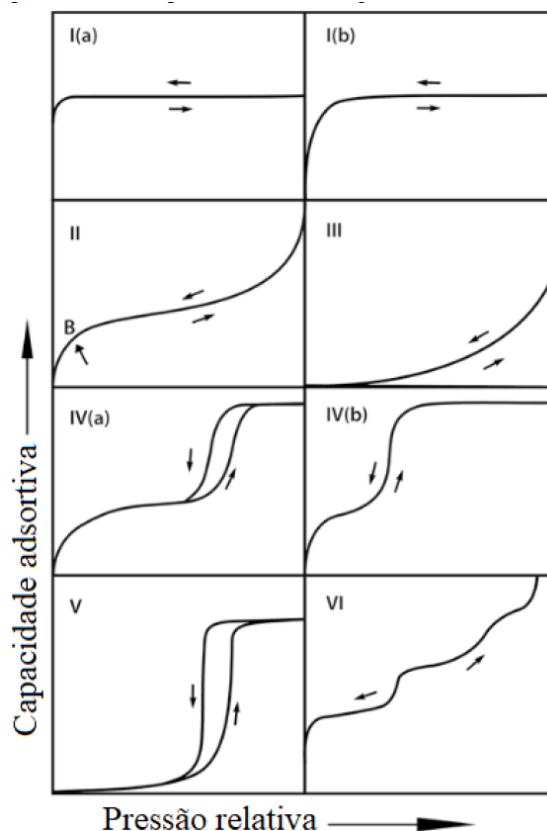 I(a)
I(b)
II
III
B
IV(a)
IV(b)
V
VI
Capacidade adsortiva
Pressão relativa